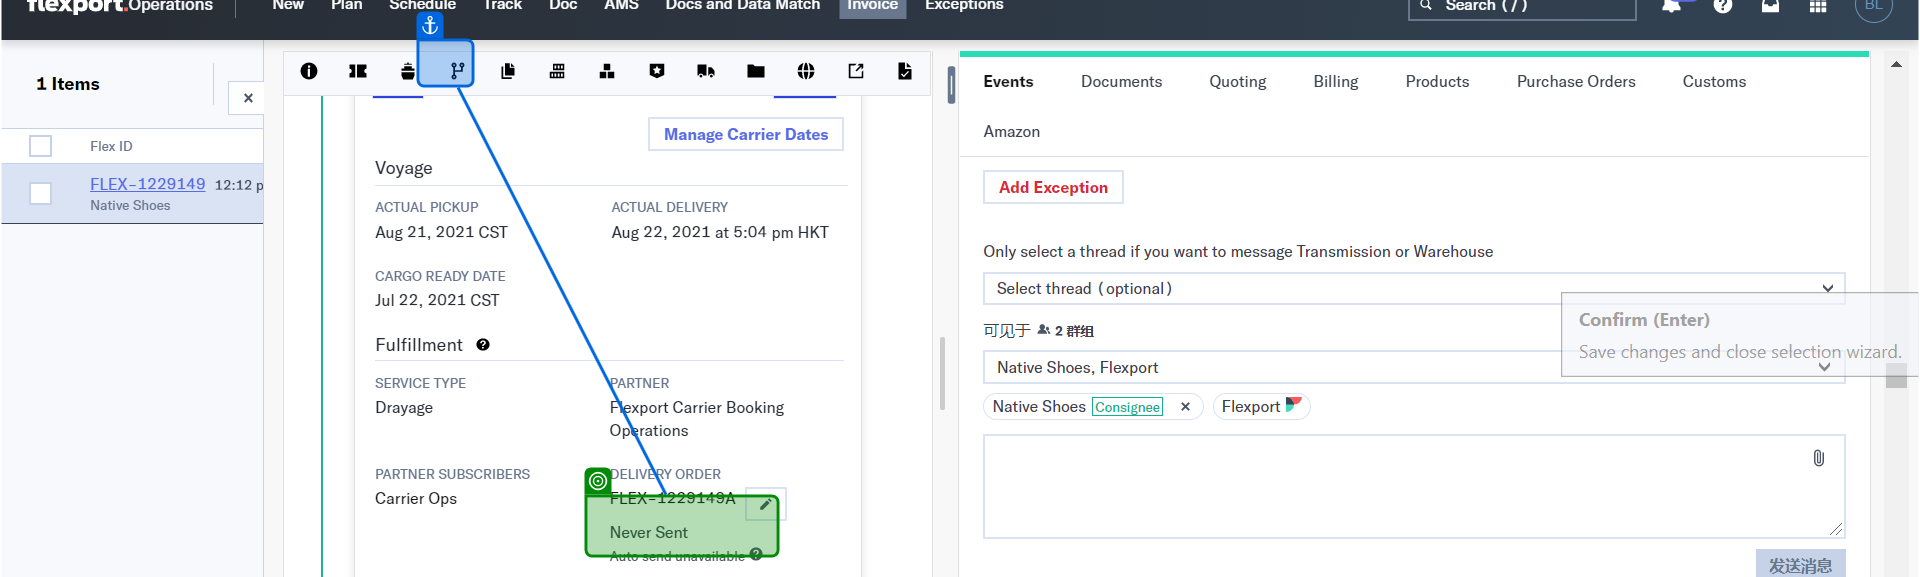 flexport.Operations New Plan Schedule Track Doc AMS Docs and Data Match Invoice Exceptions Search ( / ) BL
1 Items
Flex ID
FLEX-1229149 12:12 p
Native Shoes
Manage Carrier Dates
Voyage
ACTUAL PICKUP ACTUAL DELIVERY
Aug 21, 2021 CST Aug 22, 2021 at 5:04 pm HKT
CARGO READY DATE
Jul 22, 2021 CST
Fulfillment
SERVICE TYPE PARTNER
Drayage Flexport Carrier Booking
Operations
PARTNER SUBSCRIBERS DELIVERY ORDER
Carrier Ops FLEX-1229149A
Never Sent
Auto send unavailable
Events Documents Quoting Billing Products Purchase Orders Customs
Amazon
Add Exception
Only select a thread if you want to message Transmission or Warehouse
Select thread (optional)
可见于 2 群组
Native Shoes, Flexport
Native Shoes Consignee × Flexport
Confirm (Enter)
Save changes and close selection wizard.
发送消息